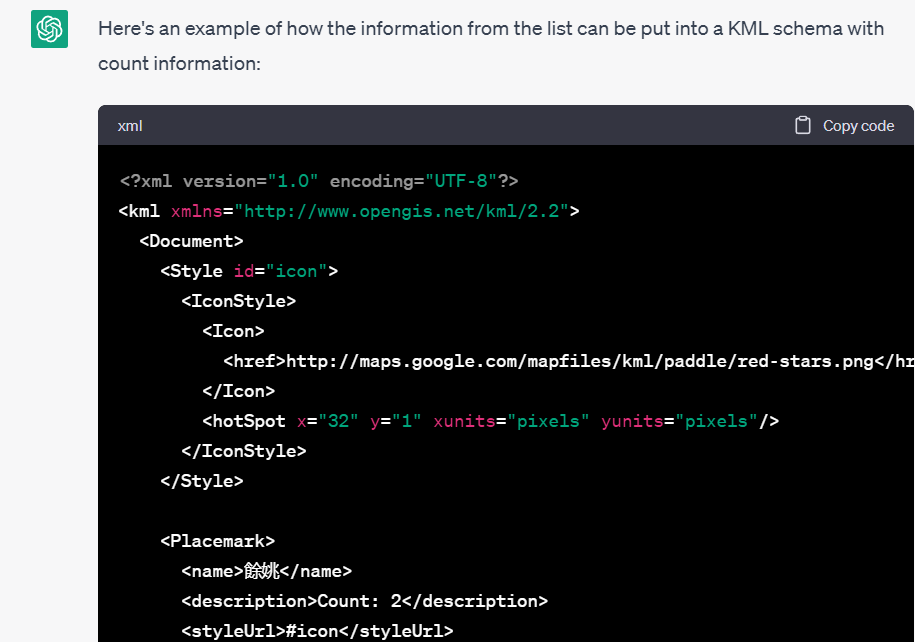 Here's an example of how the information from the list can be put into a KML schema with
count information:
xml Copy code
<?xml version="1.0" encoding="UTF-8"?>
<kml xmlns="http://www.opengis.net/kml/2.2">
<Document>
<Style id="icon">
<IconStyle>
<Icon>
<href>http://maps.google.com/mapfiles/kml/paddle/red-stars.png</hr
</Icon>
<hotSpot x="32" y="1" xunits="pixels" yunits="pixels"/>
</IconStyle>
</Style>
<Placemark>
<name>餘姚</name>
<description>Count: 2</description>
<styleUrl>#icon</styleUrl>